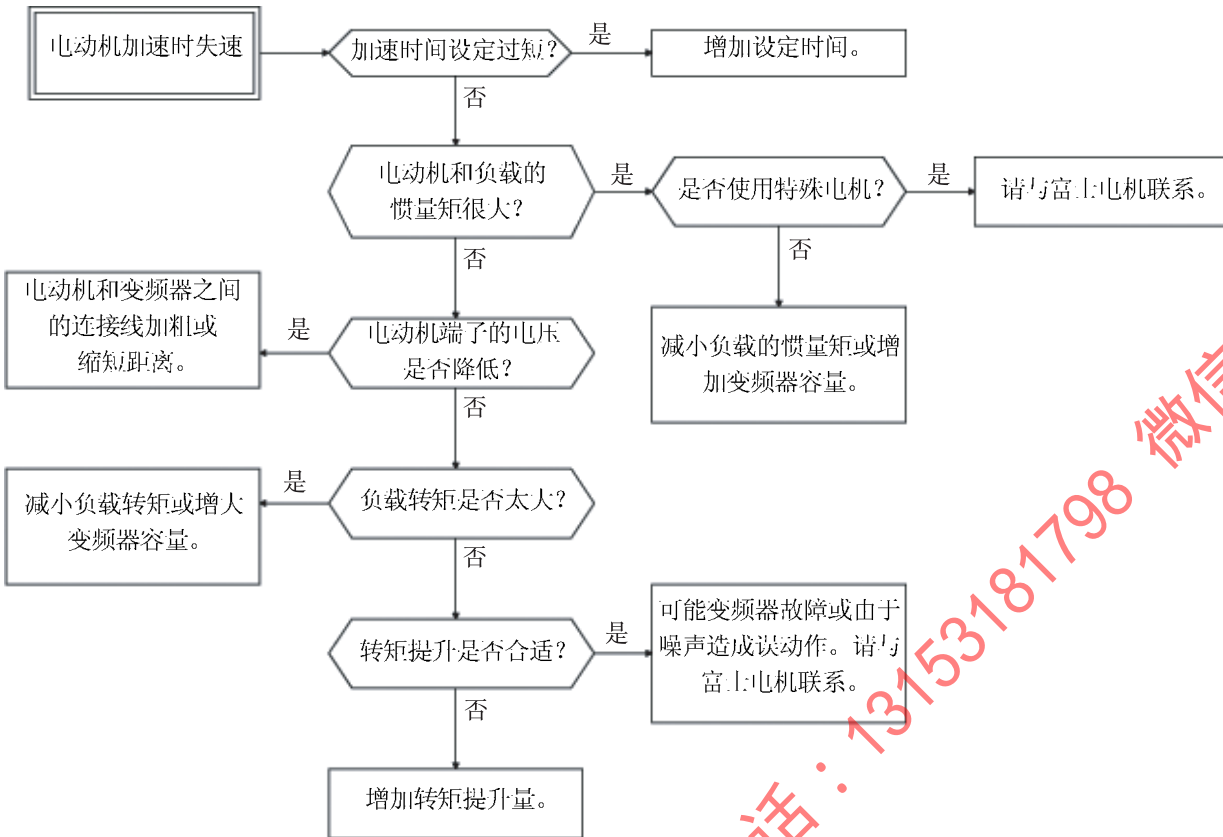 电动机加速时失速
加速时间设定过短?
是
增加设定时间。
否
电动机和负载的
惯量矩很大?
是
是否使用特殊电机?
是
请与富士电机联系。
否
否
电动机和变频器之间
的连接线加粗或
缩短距离。
是
电动机端子的电压
是否降低?
减小负载的惯量矩或增
加变频器容量。
否
减小负载转矩或增大
变频器容量。
是
负载转矩是否太大?
否
转矩提升是否合适?
是
可能变频器故障或由于
噪声造成误动作。请与
富士电机联系。
否
增加转矩提升量。
话：13153181798 微信